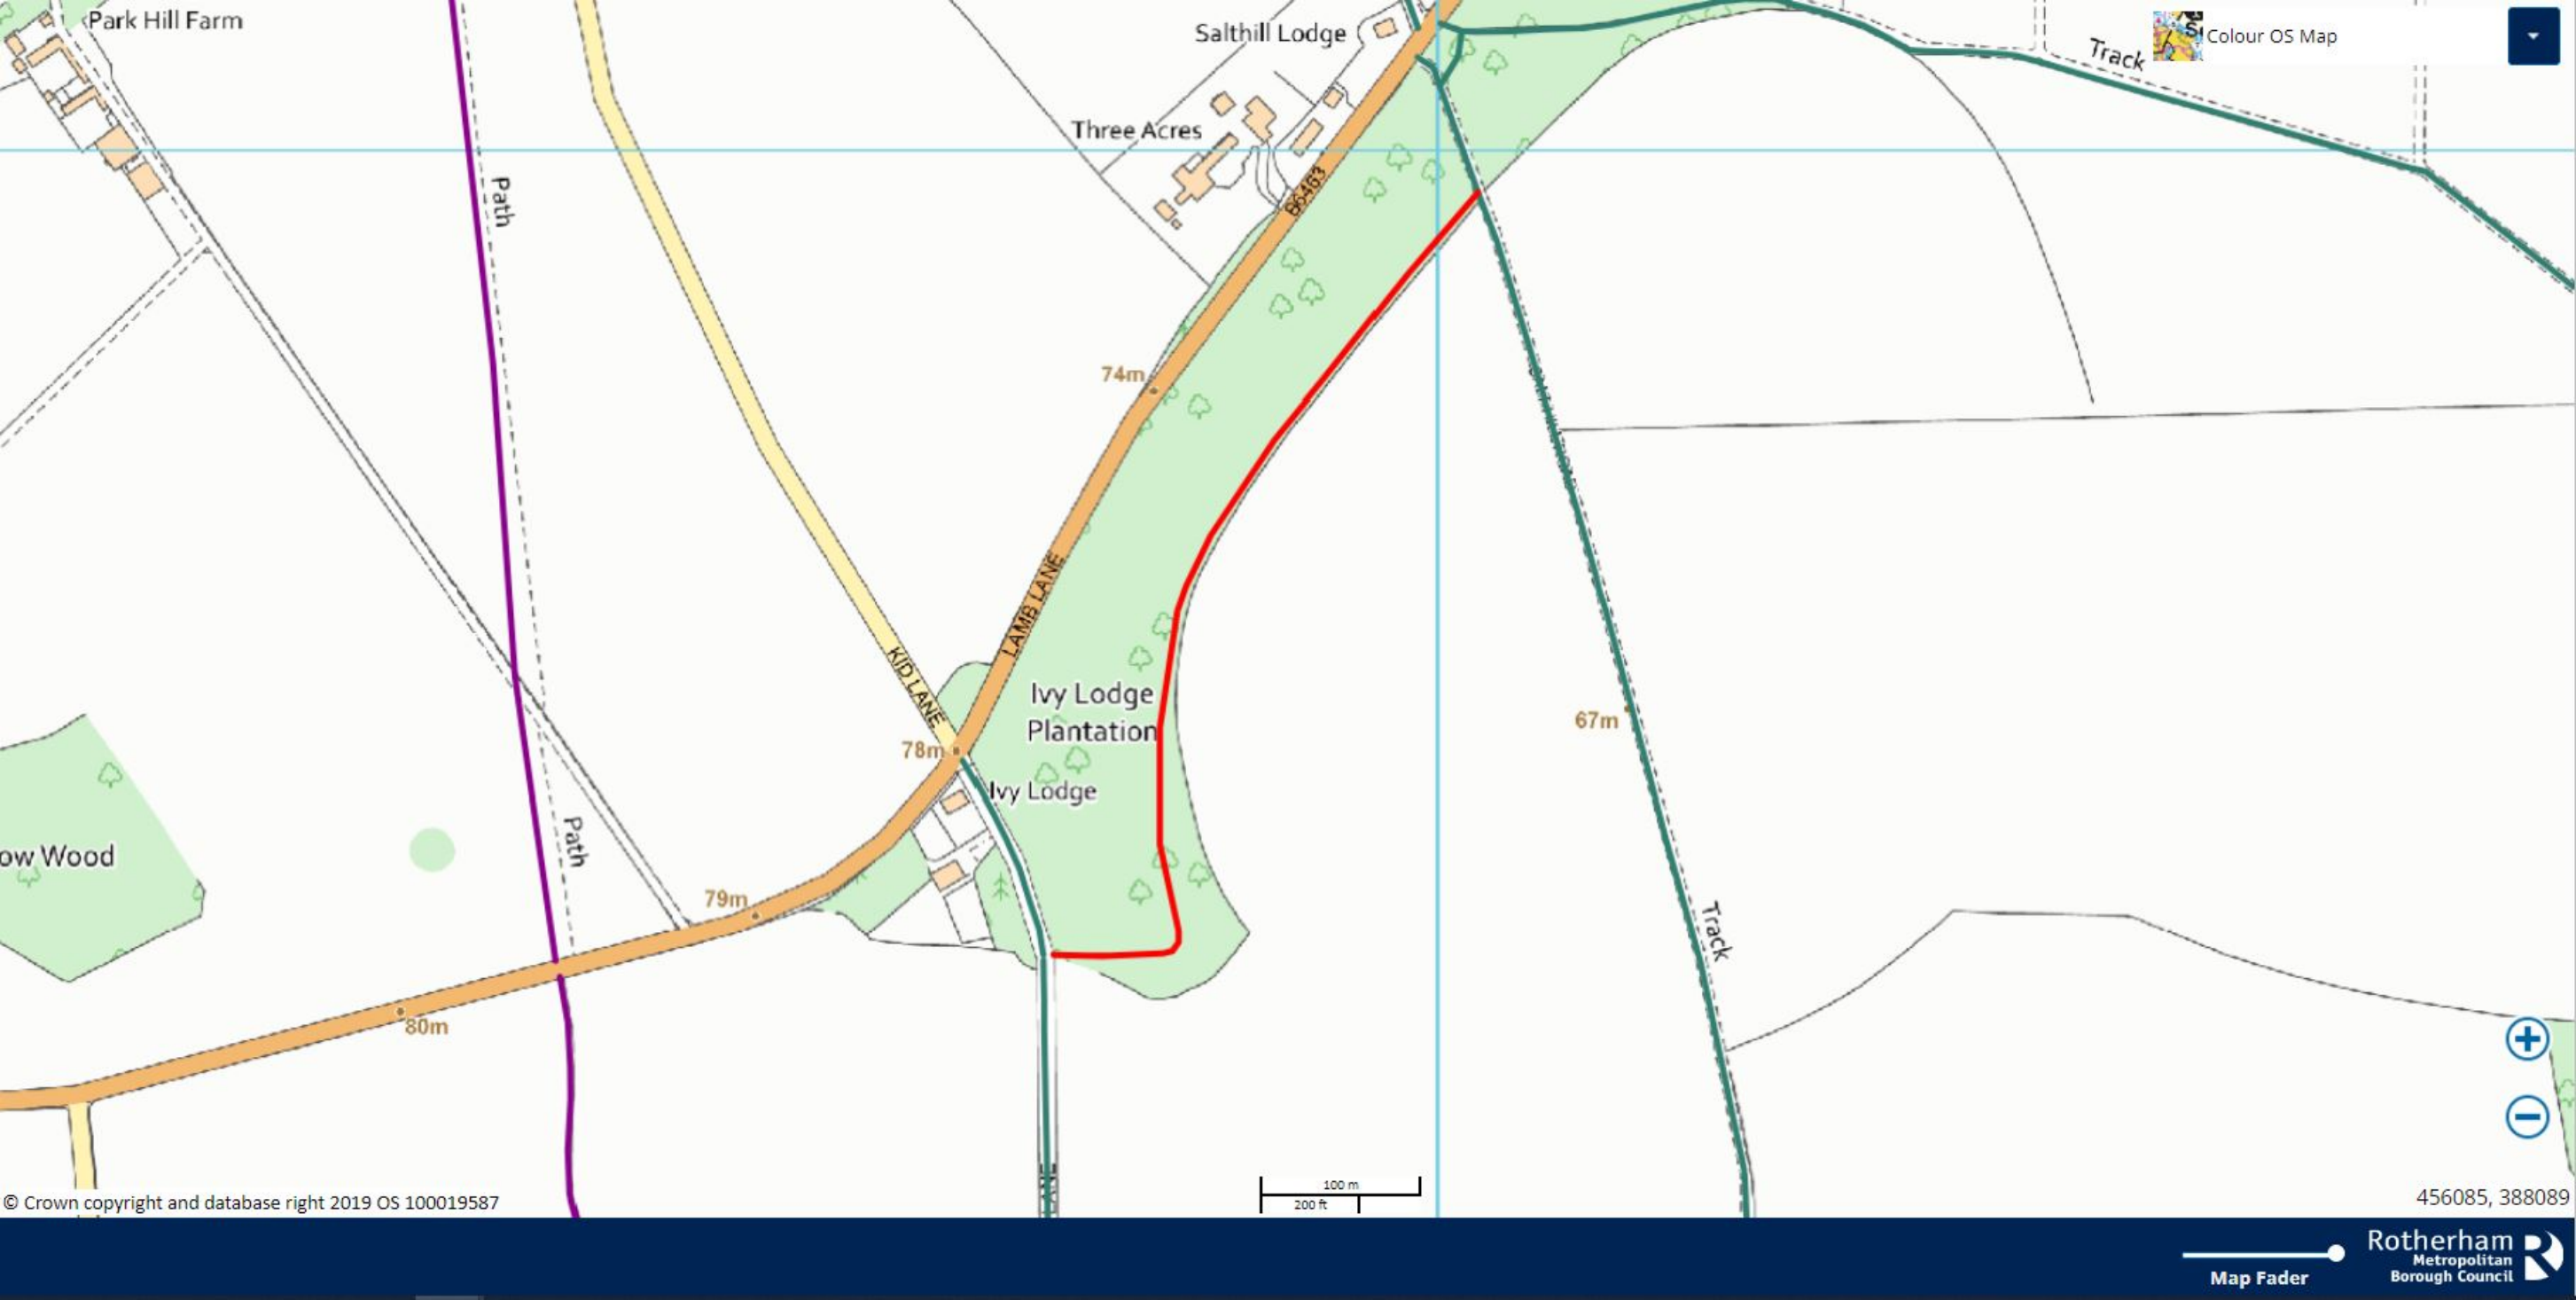 Park Hill Farm
Salthill Lodge
Track
Colour OS Map
Three Acres
Path
B6463
74m
LAMB LANE
KID LANE
Ivy Lodge
Plantation
67m
78m
Ivy Lodge
Path
ow Wood
79m
Track
80m
LANE
100 m
200 ft
© Crown copyright and database right 2019 OS 100019587
456085, 388089
Rotherham
Metropolitan
Borough Council
Map Fader